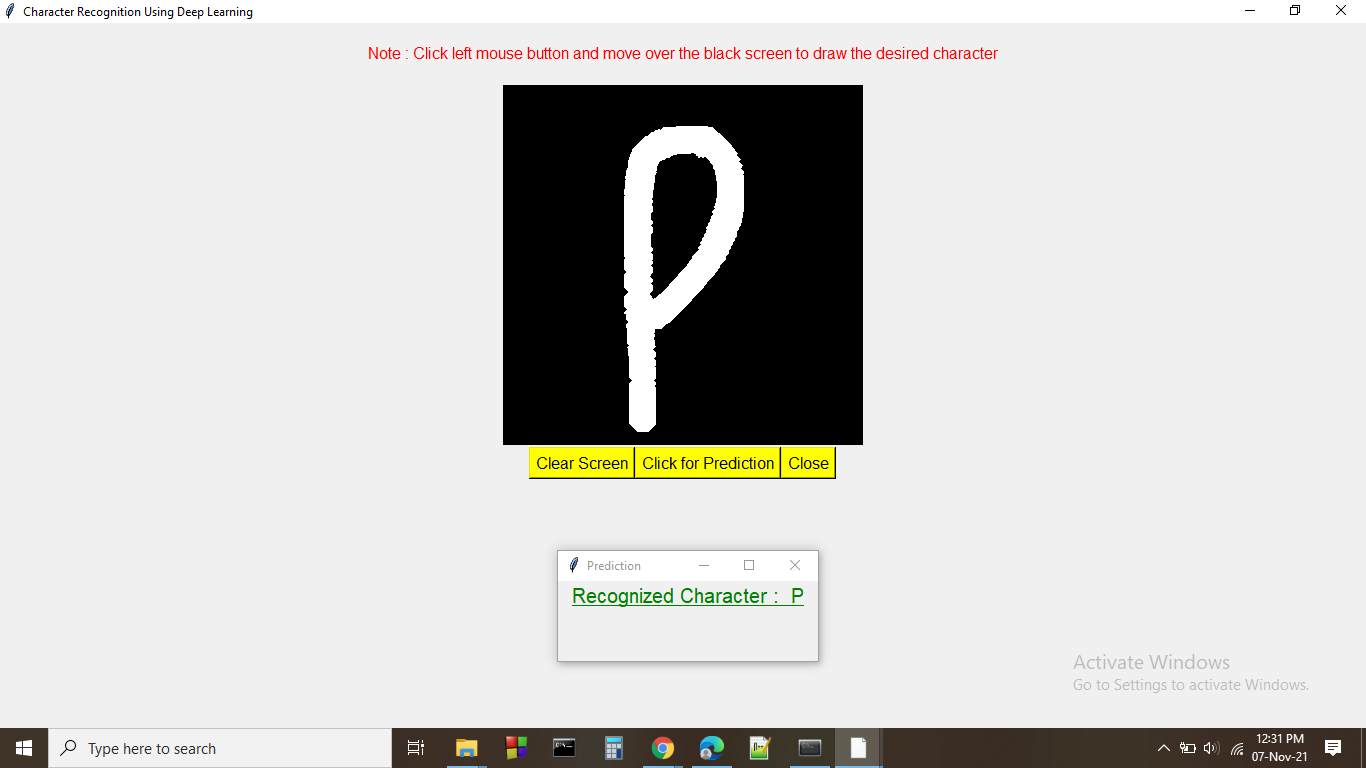 Character Recognition Using Deep Learning
Note : Click left mouse button and move over the black screen to draw the desired character
P
Clear Screen Click for Prediction Close
Prediction
Recognized Character : P
Activate Windows
Go to Settings to activate Windows.
Type here to search
12:31 PM
07-Nov-21